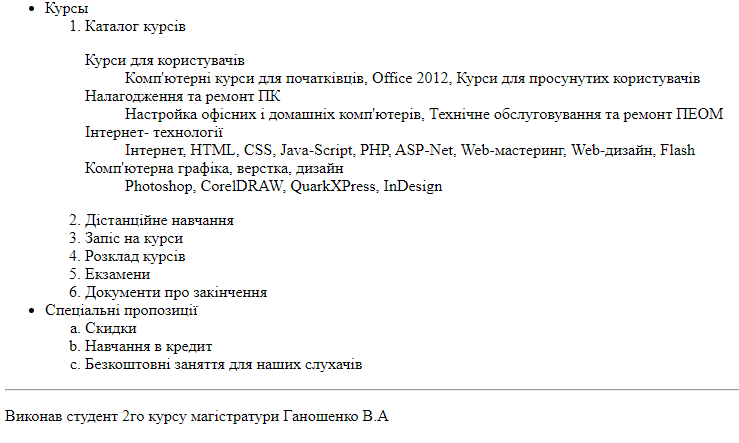 • Курсы
1. Каталог курсів
Курси для користувачів
Комп'ютерні курси для початківців, Office 2012, Курси для просунутих користувачів
Налагодження та ремонт ПК
Настройка офісних і домашніх комп'ютерів, Технічне обслуговування та ремонт ПЕОМ
Інтернет- технології
Інтернет, HTML, CSS, Java-Script, PHP, ASP-Net, Web-мастеринг, Web-дизайн, Flash
Комп'ютерна графіка, верстка, дизайн
Photoshop, CorelDRAW, QuarkXPress, InDesign
2. Дістанційне навчання
3. Запіс на курси
4. Розклад курсів
5. Екзамени
6. Документи про закінчення
• Спеціальні пропозиції
a. Скидки
b. Навчання в кредит
c. Безкоштовні заняття для наших слухачів
Виконав студент 2го курсу магістратури Ганошенко В.А